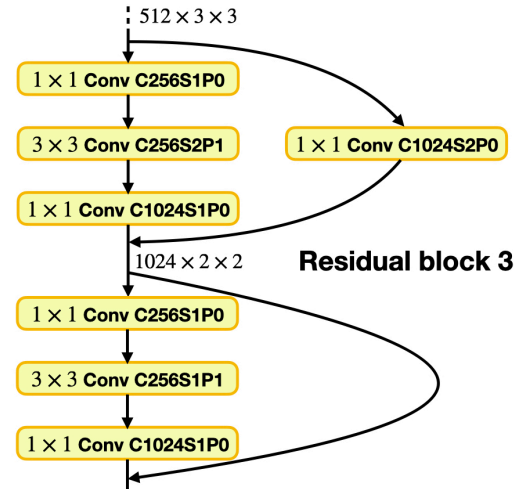 512 × 3 × 3
1 × 1 Conv C256S1P0
3 × 3 Conv C256S2P1
1 × 1 Conv C1024S2P0
1 × 1 Conv C1024S1P0
1024 × 2 × 2
Residual block 3
1 × 1 Conv C256S1P0
3 × 3 Conv C256S1P1
1 × 1 Conv C1024S1P0